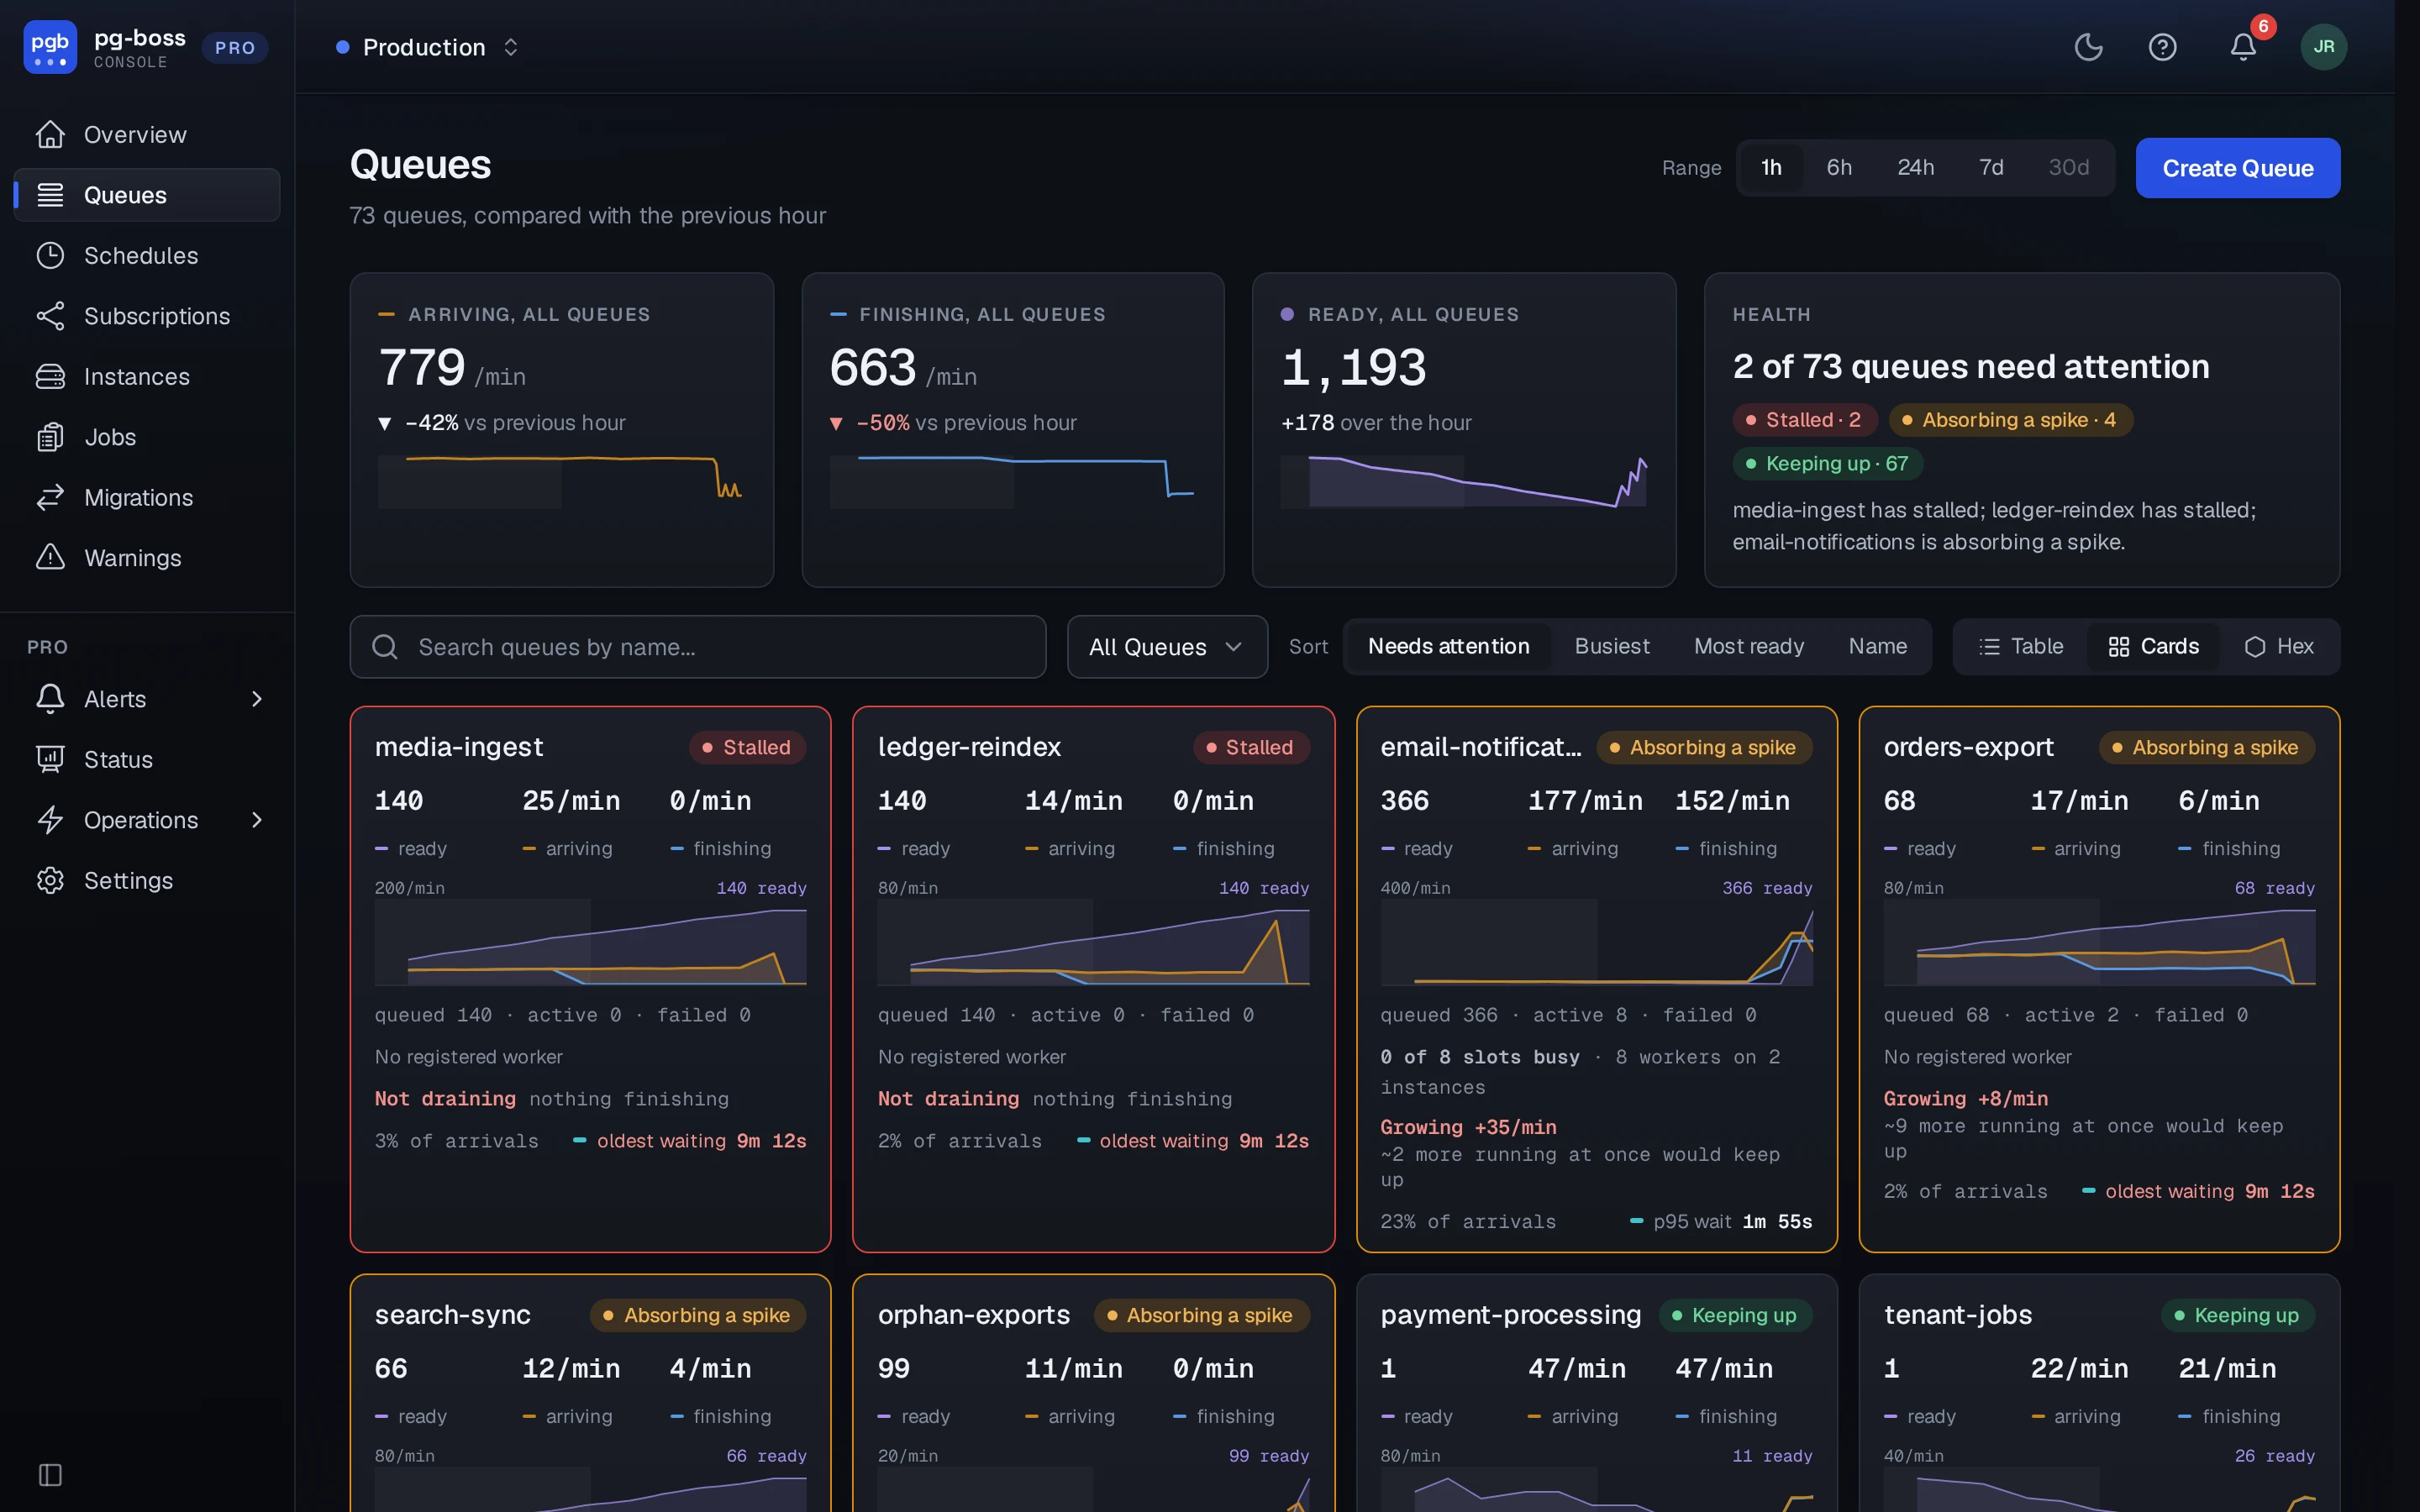 pgb
pg-boss
CONSOLE
PRO
Production
6
JR
Overview
Queues
Schedules
Subscriptions
Instances
Jobs
Migrations
Warnings
PRO
Alerts
Status
Operations
Settings
Queues
73 queues, compared with the previous hour
Range
1h
6h
24h
7d
30d
Create Queue
ARRIVING, ALL QUEUES
779 /min
▼ −42% vs previous hour
FINISHING, ALL QUEUES
663 /min
▼ −50% vs previous hour
READY, ALL QUEUES
1,193
+178 over the hour
HEALTH
2 of 73 queues need attention
Stalled · 2
Absorbing a spike · 4
Keeping up · 67
media-ingest has stalled; ledger-reindex has stalled;
email-notifications is absorbing a spike.
Search queues by name...
All Queues
Sort
Needs attention
Busiest
Most ready
Name
Table
Cards
Hex
media-ingest
Stalled
140 25/min 0/min
ready arriving finishing
200/min 140 ready
queued 140 · active 0 · failed 0
No registered worker
Not draining nothing finishing
3% of arrivals oldest waiting 9m 12s
ledger-reindex
Stalled
140 14/min 0/min
ready arriving finishing
80/min 140 ready
queued 140 · active 0 · failed 0
No registered worker
Not draining nothing finishing
2% of arrivals oldest waiting 9m 12s
email-notificat...
Absorbing a spike
366 177/min 152/min
ready arriving finishing
400/min 366 ready
queued 366 · active 8 · failed 0
0 of 8 slots busy · 8 workers on 2
instances
Growing +35/min
~2 more running at once would keep
up
23% of arrivals p95 wait 1m 55s
orders-export
Absorbing a spike
68 17/min 6/min
ready arriving finishing
80/min 68 ready
queued 68 · active 2 · failed 0
No registered worker
Growing +8/min
~9 more running at once would keep
up
2% of arrivals oldest waiting 9m 12s
search-sync
Absorbing a spike
66 12/min 4/min
ready arriving finishing
80/min 66 ready
orphan-exports
Absorbing a spike
99 11/min 0/min
ready arriving finishing
20/min 99 ready
payment-processing
Keeping up
1 47/min 47/min
ready arriving finishing
80/min 11 ready
tenant-jobs
Keeping up
1 22/min 21/min
ready arriving finishing
40/min 26 ready